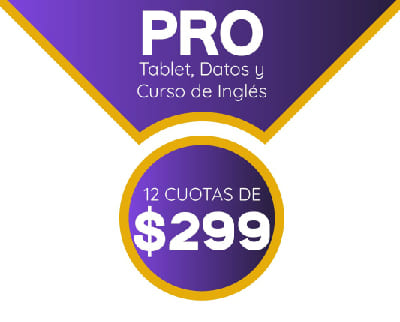 PRO
Tablet, Datos y
Curso de Inglés
12 CUOTAS DE
$299